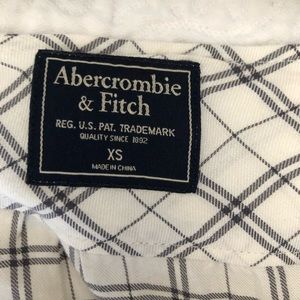 Abercrombie
& Fitch
REG. U.S. PAT. TRADEMARK
QUALITY SINCE 1892
XS
MADE IN CHINA